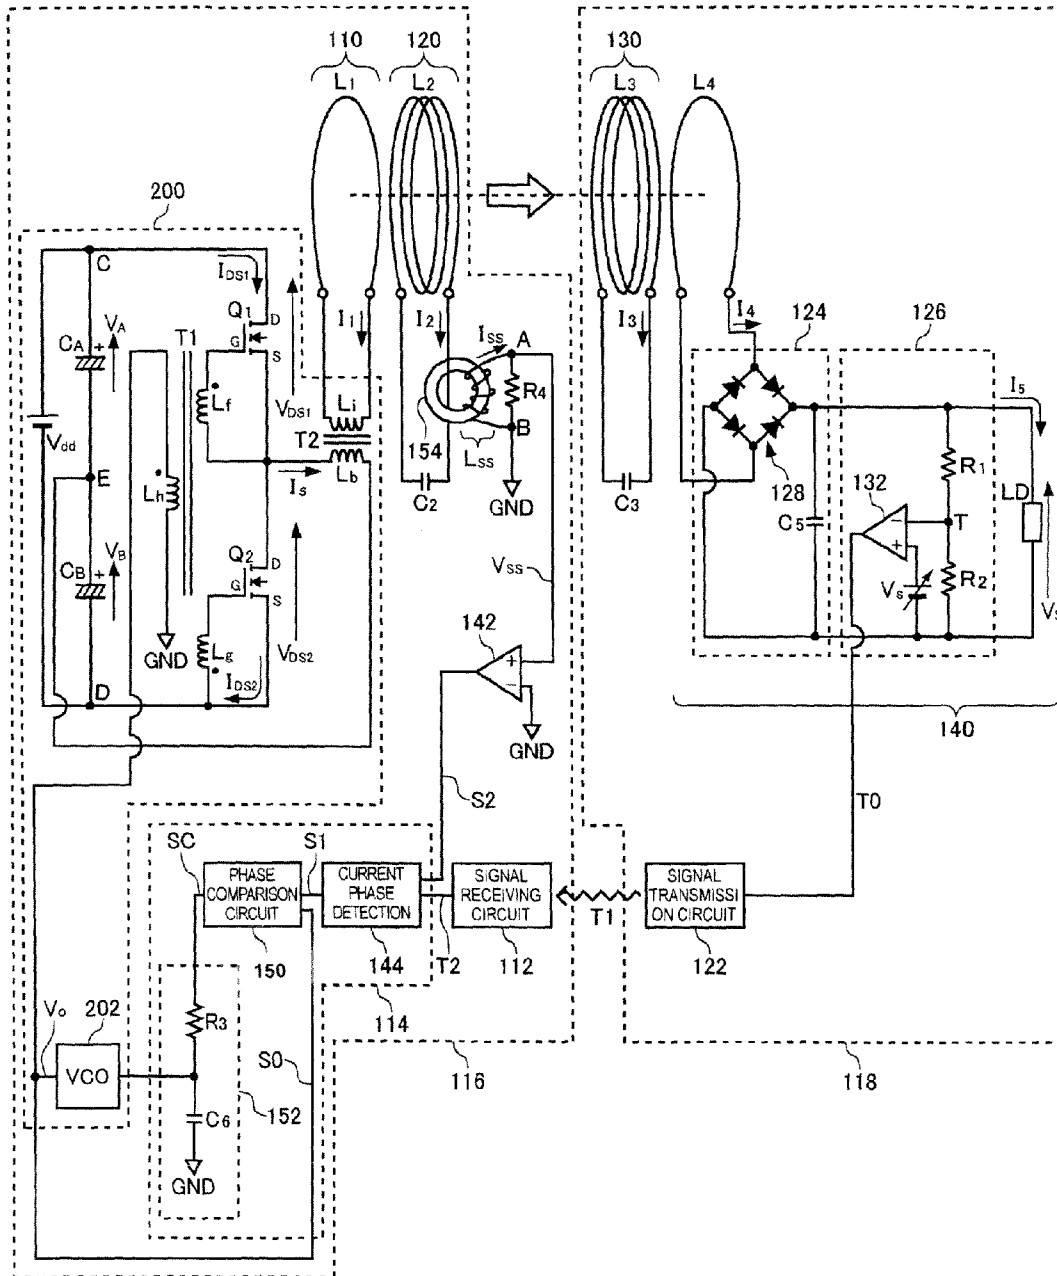 110
120
130
L1
L2
L3
L4
200
C
IDS1
Q1
D
G
S
VA
CA
+
T1
Lf
VDS1
Vdd
E
Lh
IS
I1
Li
T2
Lb
I2
C2
ISS
A
R4
B
154
LSS
GND
I3
C3
I4
124
126
I5
128
C5
132
R1
T
LD
R2
VS
V5
VB
CB
+
Q2
D
G
S
GND
Lg
VDS2
IDS2
D
VSS
142
+
−
GND
−
+
140
S2
T0
SC
S1
PHASE
COMPARISON
CIRCUIT
CURRENT
PHASE
DETECTION
SIGNAL
RECEIVING
CIRCUIT
SIGNAL
TRANSMISSI
ON CIRCUIT
T1
150
144
T2
112
122
114
Vo
202
R3
S0
VCO
116
118
C6
152
GND